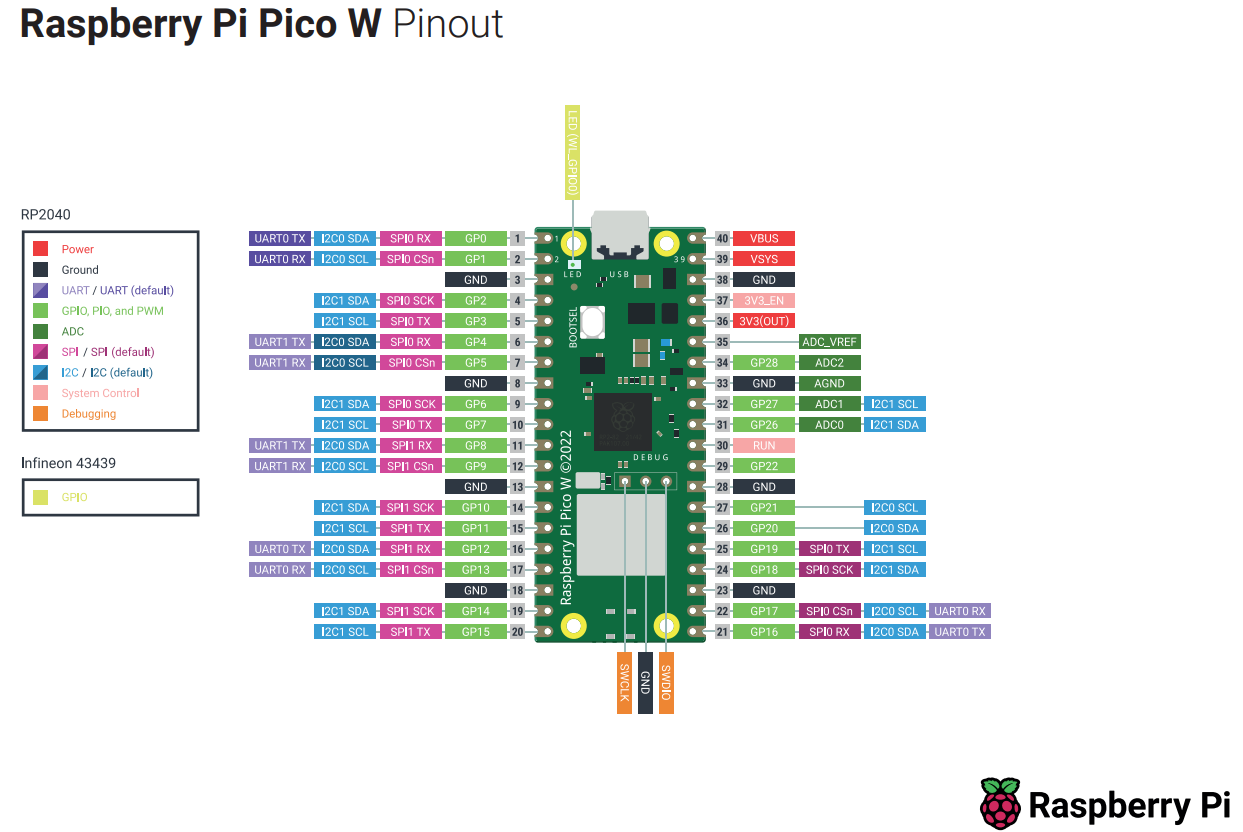 Raspberry Pi Pico W Pinout
LED (WL_GPIO0)
RP2040
Power
Ground
UART / UART (default)
GPIO, PIO, and PWM
ADC
SPI / SPI (default)
I2C / I2C (default)
System Control
Debugging
Infineon 43439
GPIO
UART0 TX I2C0 SDA SPI0 RX GP0 1
UART0 RX I2C0 SCL SPI0 CSn GP1 2
GND 3
I2C1 SDA SPI0 SCK GP2 4
I2C1 SCL SPI0 TX GP3 5
UART1 TX I2C0 SDA SPI0 RX GP4 6
UART1 RX I2C0 SCL SPI0 CSn GP5 7
GND 8
I2C1 SDA SPI0 SCK GP6 9
I2C1 SCL SPI0 TX GP7 10
UART1 TX I2C0 SDA SPI1 RX GP8 11
UART1 RX I2C0 SCL SPI1 CSn GP9 12
GND 13
I2C1 SDA SPI1 SCK GP10 14
I2C1 SCL SPI1 TX GP11 15
UART0 TX I2C0 SDA SPI1 RX GP12 16
UART0 RX I2C0 SCL SPI1 CSn GP13 17
GND 18
I2C1 SDA SPI1 SCK GP14 19
I2C1 SCL SPI1 TX GP15 20
1
2
39
LED
USB
BOOTSEL
DEBUG
Raspberry Pi Pico W ©2022
40 VBUS
39 VSYS
38 GND
37 3V3_EN
36 3V3(OUT)
35 ADC_VREF
34 GP28 ADC2
33 GND AGND
32 GP27 ADC1 I2C1 SCL
31 GP26 ADC0 I2C1 SDA
30 RUN
29 GP22
28 GND
27 GP21 I2C0 SCL
26 GP20 I2C0 SDA
25 GP19 SPI0 TX I2C1 SCL
24 GP18 SPI0 SCK I2C1 SDA
23 GND
22 GP17 SPI0 CSn I2C0 SCL UART0 RX
21 GP16 SPI0 RX I2C0 SDA UART0 TX
SWCLK
GND
SWDIO
Raspberry Pi